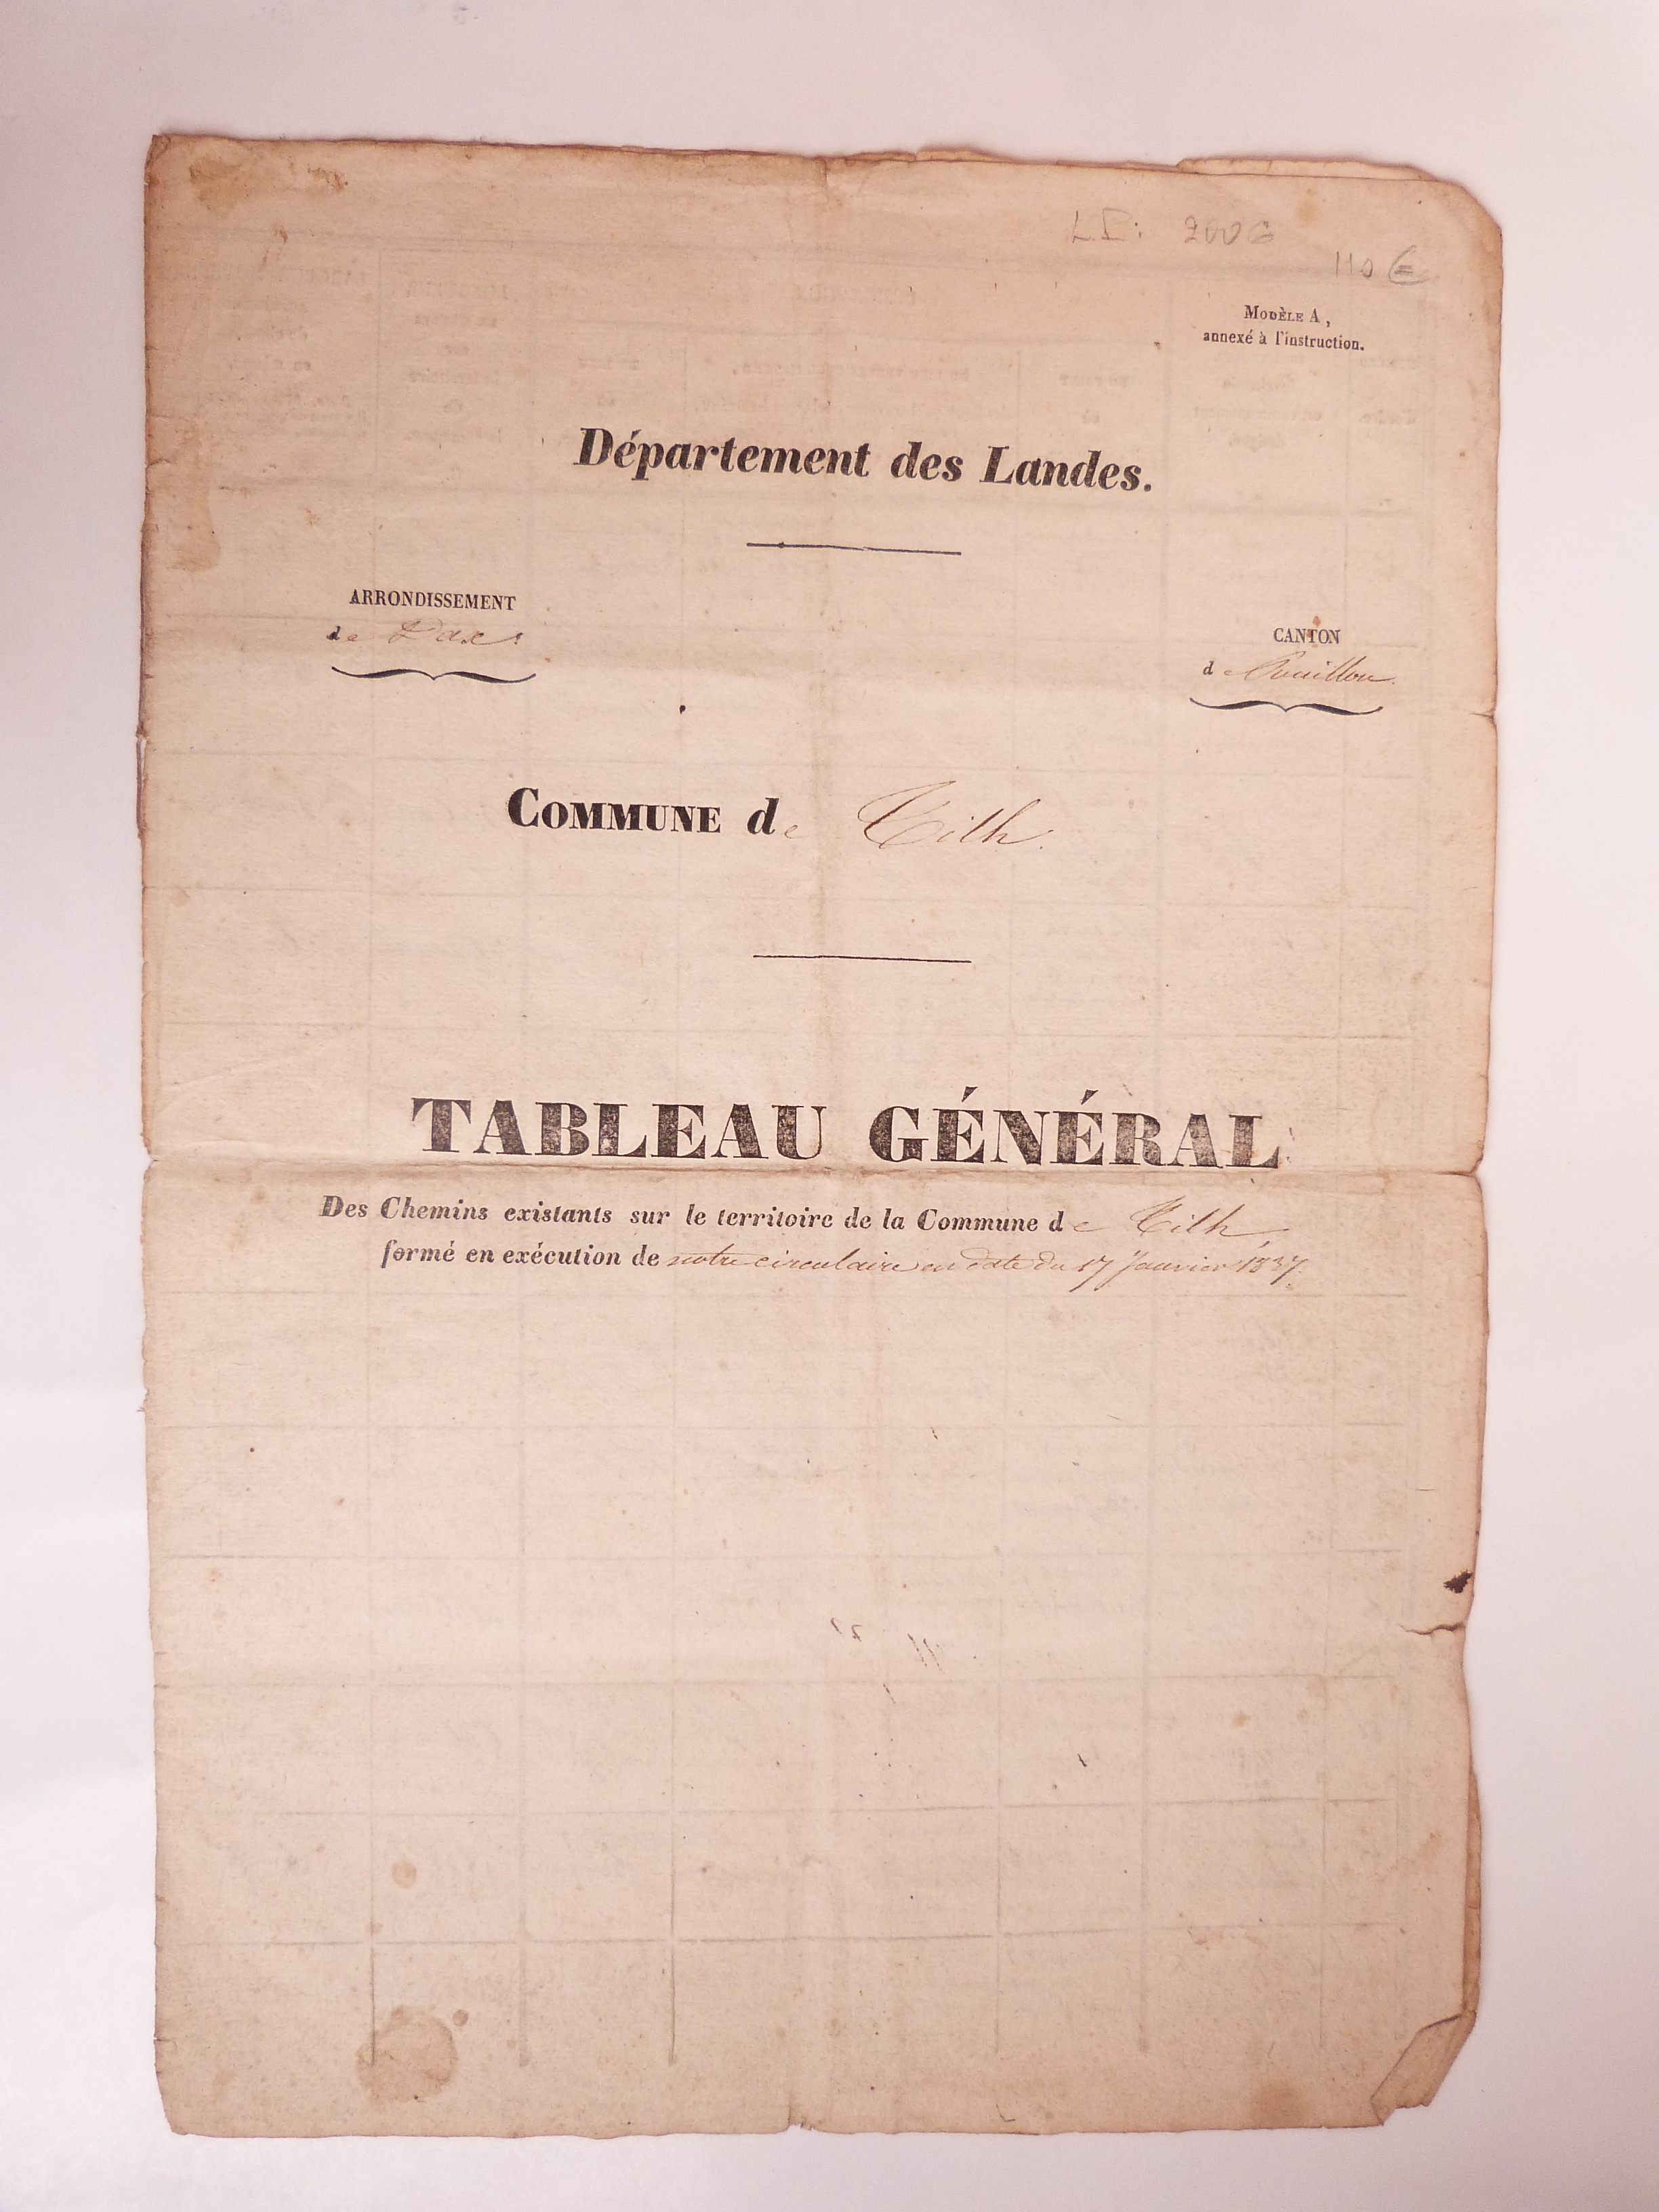 110 €
MODÈLE A,
annexé à l'instruction.
Département des Landes.
ARRONDISSEMENT
de Dax.
CANTON
de Pouillon.
COMMUNE de Tilh.
TABLEAU GÉNÉRAL
Des Chemins existants sur le territoire de la Commune de Tilh,
formé en exécution de notre circulaire en date du 17 Janvier 1837.